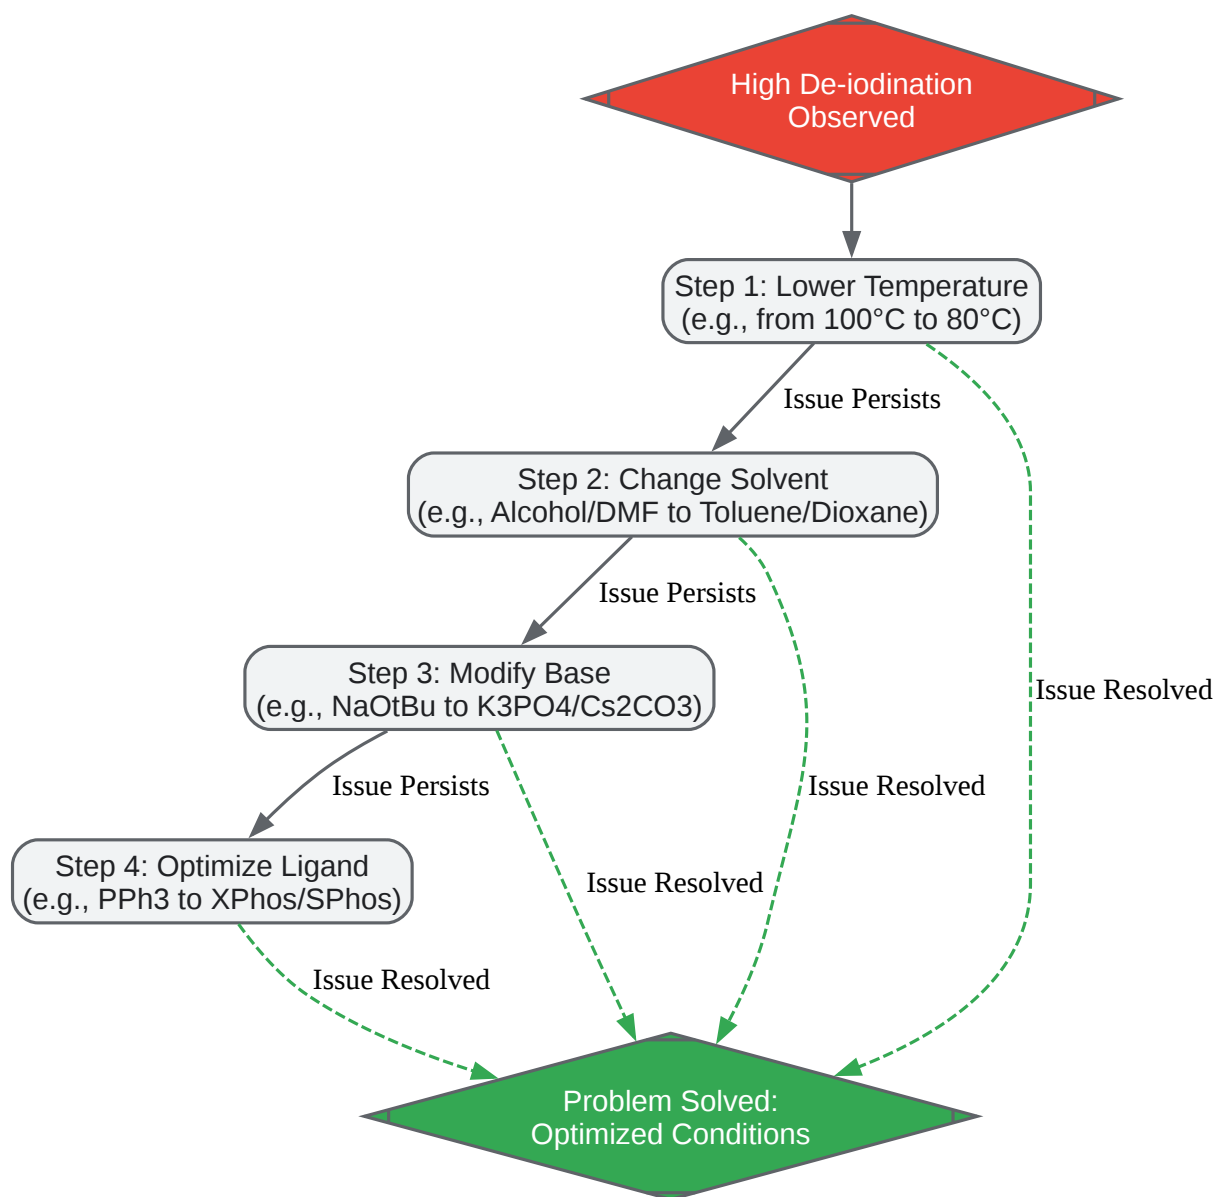 High De-iodination
Observed
Step 1: Lower Temperature
(e.g., from 100°C to 80°C)
Issue Persists
Step 2: Change Solvent
(e.g., Alcohol/DMF to Toluene/Dioxane)
Issue Persists
Step 3: Modify Base
(e.g., NaOtBu to K3PO4/Cs2CO3)
Issue Resolved
Issue Persists
Issue Resolved
Step 4: Optimize Ligand
(e.g., PPh3 to XPhos/SPhos)
Issue Resolved
Issue Resolved
Problem Solved:
Optimized Conditions